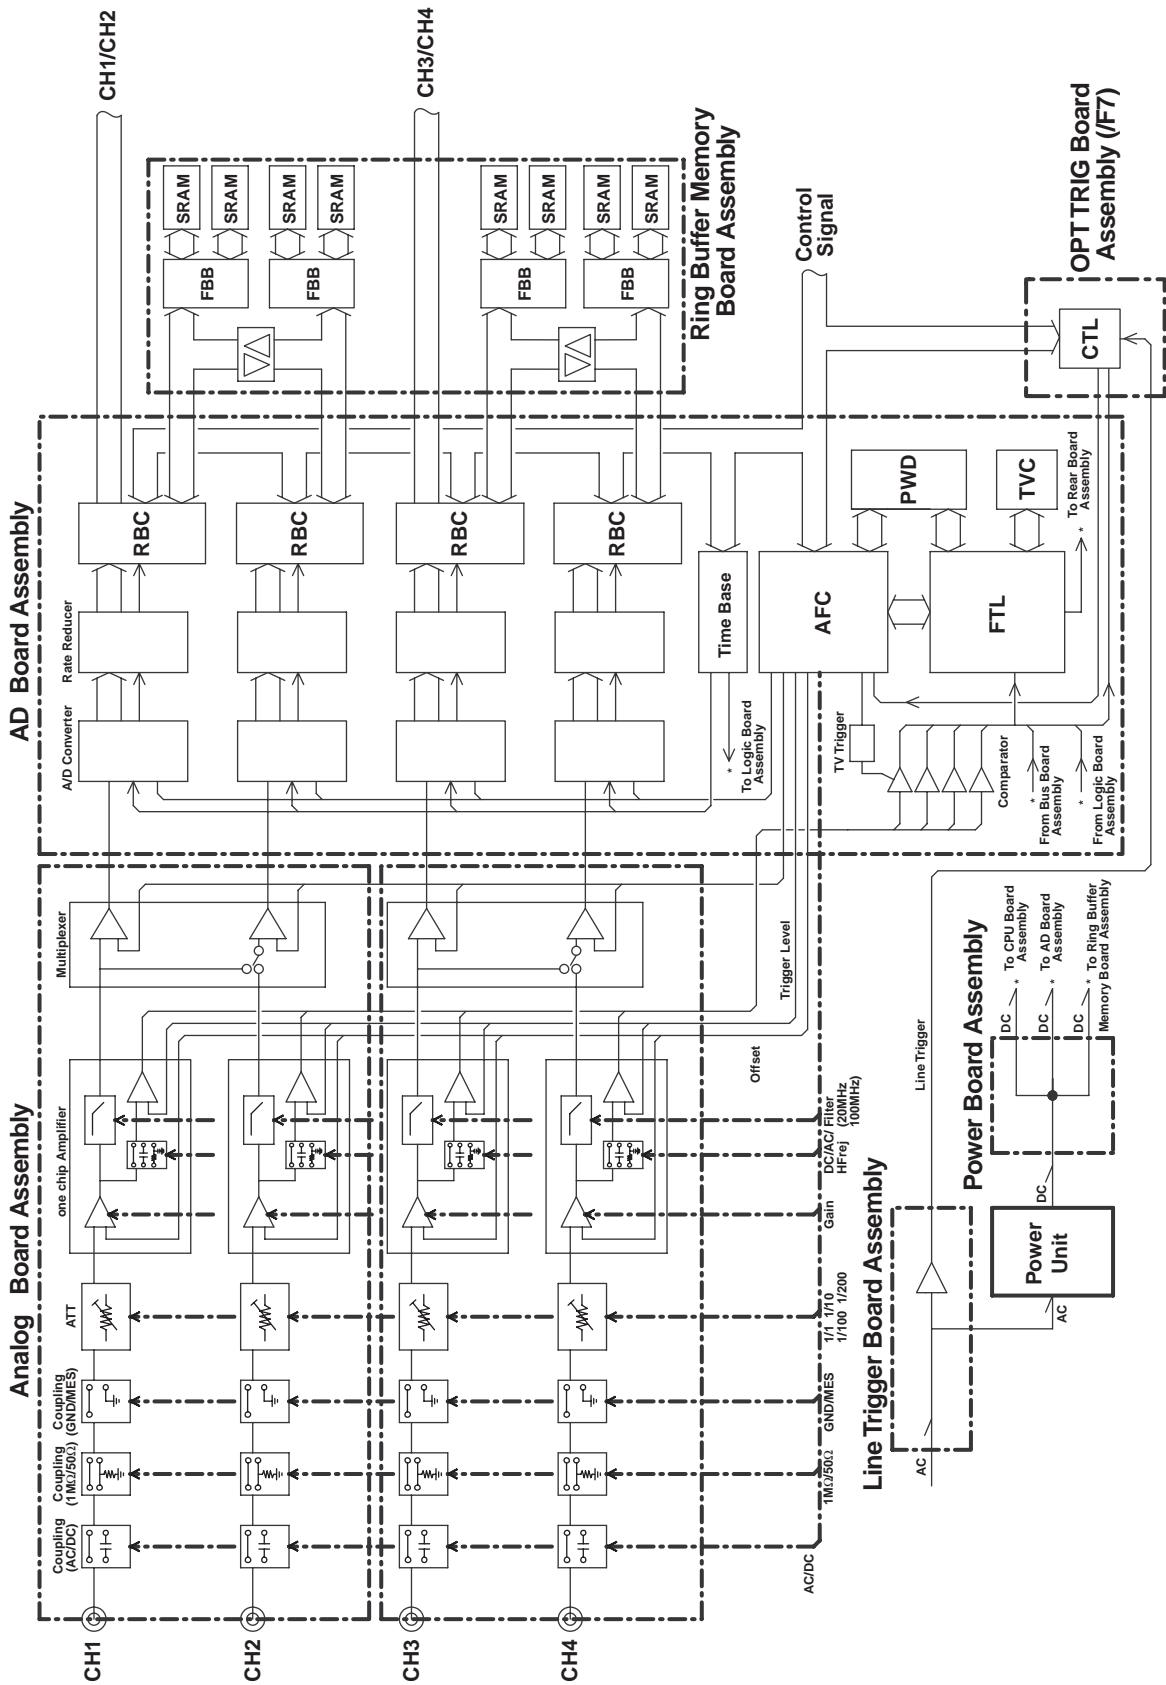 Analog Board Assembly
AD Board Assembly
CH1
Coupling
(AC/DC)
Coupling
(1MΩ/50Ω)
Coupling
(GND/MES)
ATT
one chip Amplifier
Multiplexer
A/D Converter
Rate Reducer
RBC
CH1/CH2
FBB
SRAM
SRAM
CH2
RBC
FBB
SRAM
SRAM
CH3
RBC
CH3/CH4
FBB
SRAM
SRAM
CH4
RBC
FBB
SRAM
SRAM
Ring Buffer Memory
Board Assembly
Time Base
* To Logic Board
Assembly
Trigger Level
Offset
AC/DC
1MΩ/50Ω
GND/MES
1/1 1/10
1/100 1/200
Gain
DC/AC/
HFrej
Filter
(20MHz
100MHz)
AFC
PWD
Control
Signal
TV Trigger
FTL
TVC
Comparator
*
From Bus Board
Assembly
*
From Logic Board
Assembly
* To Rear Board
Assembly
OPT TRIG Board
Assembly (/F7)
CTL
Line Trigger Board Assembly
AC
Line Trigger
AC
Power
Unit
DC
Power Board Assembly
DC
* To CPU Board
Assembly
DC
* To AD Board
Assembly
DC
* To Ring Buffer
Memory Board Assembly